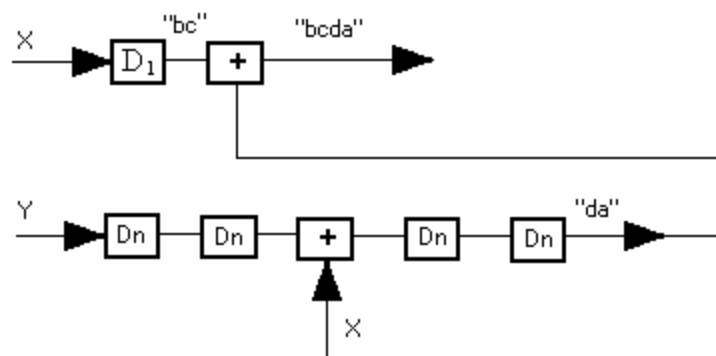 "bc" "bcda"
X D1 +
Y Dn Dn + Dn Dn "da"
X